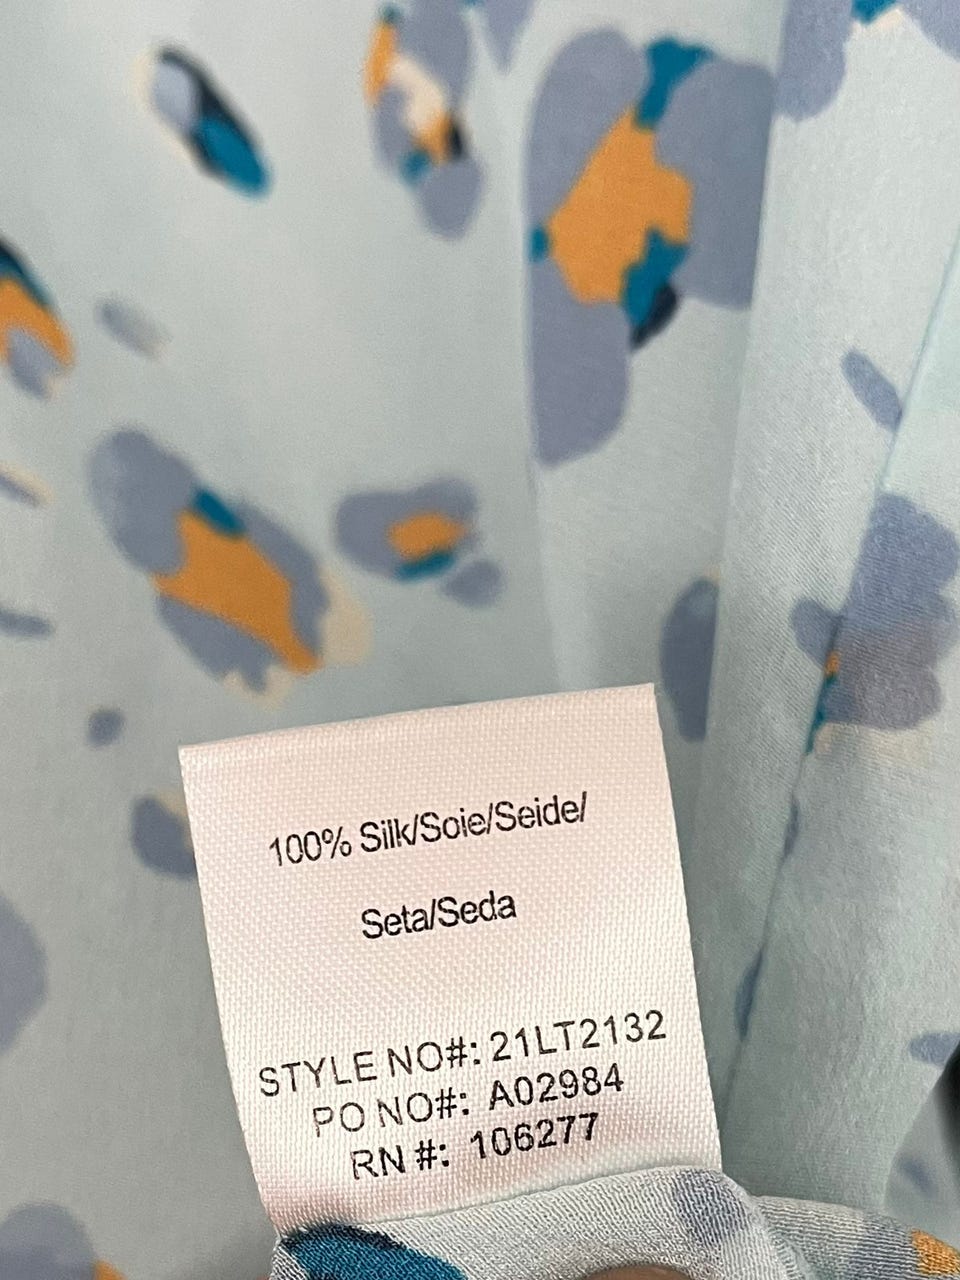 100% Silk/Soie/Seide/
Seta/Seda
STYLE NO#: 21LT2132
PO NO#: A02984
RN #: 106277